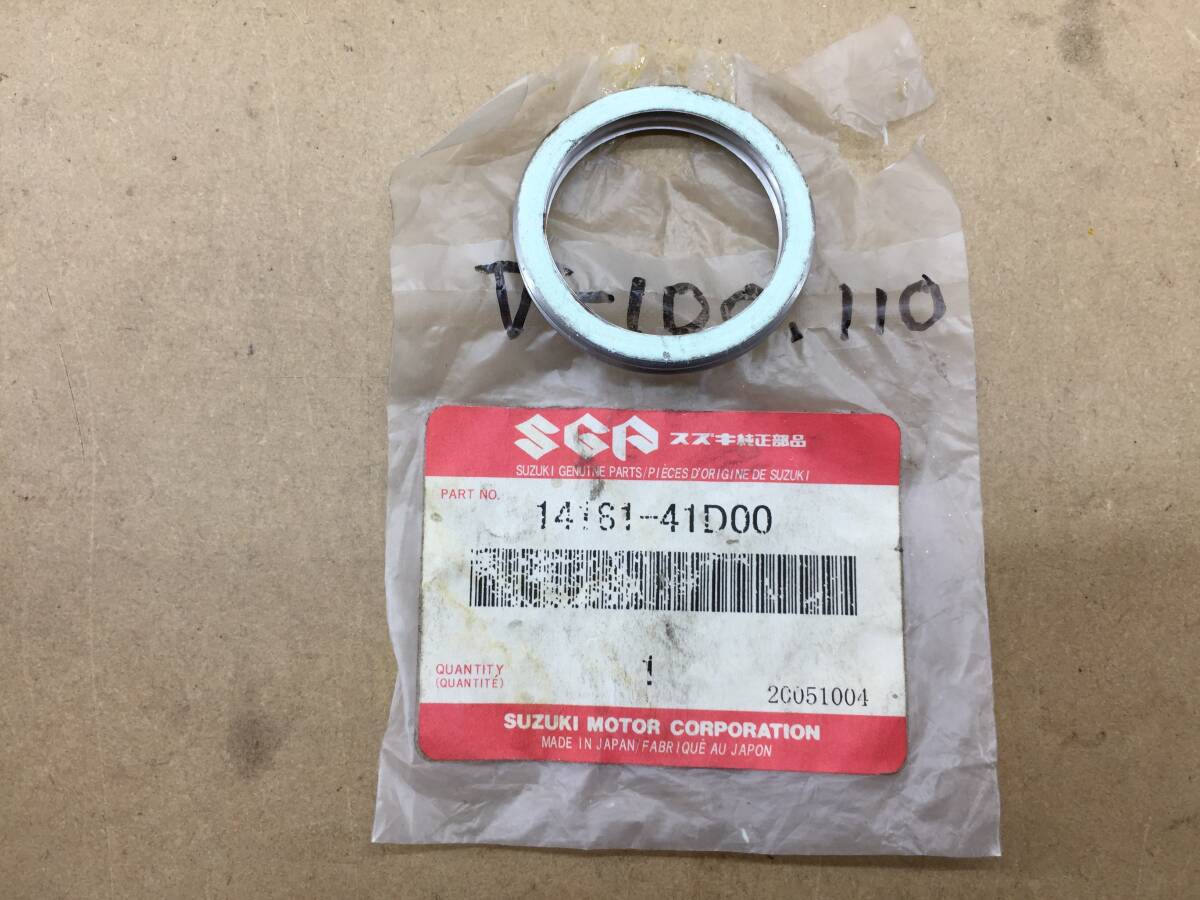 SGP スズキ純正部品
SUZUKI GENUINE PARTS/PIÈCES D'ORIGINE DE SUZUKI
PART NO.
14181-41D00
QUANTITY
(QUANTITÉ)
1
20051004
SUZUKI MOTOR CORPORATION
MADE IN JAPAN/FABRIQUÉ AU JAPON